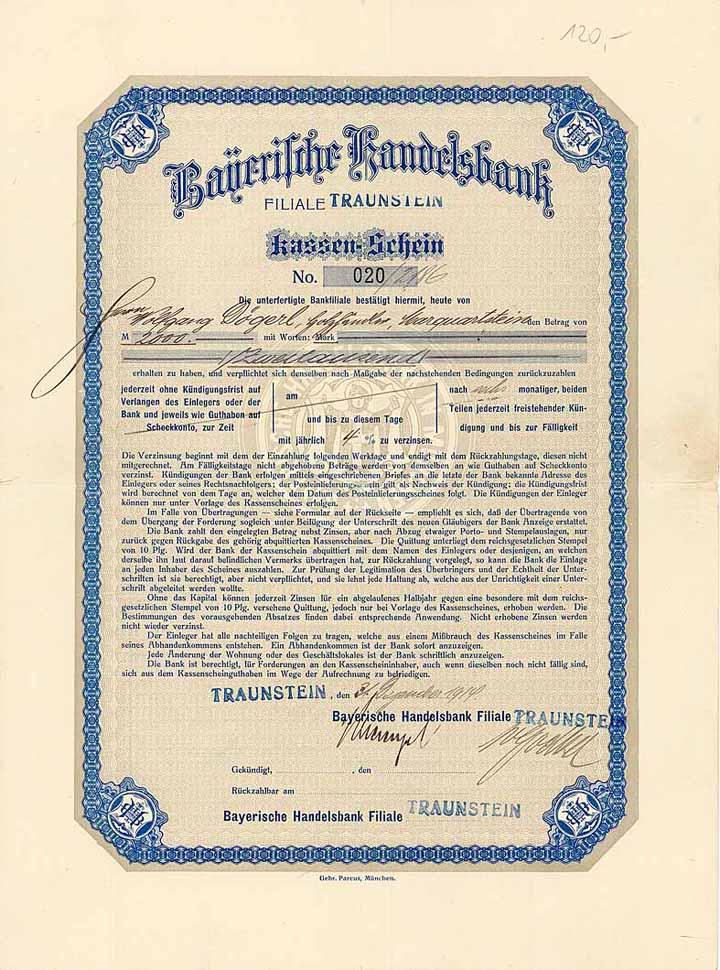 120,-
Bayerische Handelsbank
FILIALE TRAUNSTEIN
Kassen-Schein
No. 020
Die unterfertigte Bankfiliale bestätigt hiermit, heute von
Herrn
Wolfgang Dögerl, Holzhändler, Marquartstein den Betrag von
M 2000.- mit Worten: Mark
Zweitausend
erhalten zu haben, und verpflichtet sich denselben nach Maßgabe der nachstehenden Bedingungen zurückzuzahlen
jederzeit ohne Kündigungsfrist auf
Verlangen des Einlegers oder der
Bank und jeweils wie Guthaben auf
Scheckkonto, zur Zeit
am
und bis zu diesem Tage
nach sechs monatiger, beiden
Teilen jederzeit freistehender Kün-
digung und bis zur Fälligkeit
mit jährlich 4 % zu verzinsen.
Die Verzinsung beginnt mit dem der Einzahlung folgenden Werktage und endigt mit dem Rückzahlungstage, diesen nicht
mitgerechnet. Am Fälligkeitstage nicht abgehobene Beträge werden von demselben an wie Guthaben auf Scheckkonto
verzinst. Kündigungen der Bank erfolgen mittels eingeschriebenen Briefes an die letzte der Bank bekannte Adresse des
Einlegers oder seines Rechtsnachfolgers; der Posteinlieferungsschein gilt als Nachweis der Kündigung; die Kündigungsfrist
wird berechnet von dem Tage an, welcher dem Datum des Posteinlieferungsscheines folgt. Die Kündigungen der Einleger
können nur unter Vorlage des Kassenscheines erfolgen.
Im Falle von Übertragungen — siehe Formular auf der Rückseite — empfiehlt es sich, daß der Übertragende von
dem Übergang der Forderung sogleich unter Beifügung der Unterschrift des neuen Gläubigers der Bank Anzeige erstattet.
Die Bank zahlt den eingelegten Betrag nebst Zinsen, aber nach Abzug etwaiger Porto- und Stempelauslagen, nur
zurück gegen Rückgabe des gehörig abquittierten Kassenscheines. Die Quittung unterliegt dem reichsgesetzlichen Stempel
von 10 Pfg. Wird der Bank der Kassenschein abquittiert mit dem Namen des Einlegers oder desjenigen, an welchen
derselbe ihn laut darauf befindlichen Vermerks übertragen hat, zur Rückzahlung vorgelegt, so kann die Bank die Einlage
an jeden Inhaber des Scheines auszahlen. Zur Prüfung der Legitimation des Überbringers und der Echtheit der Unter-
schriften ist sie berechtigt, aber nicht verpflichtet, und sie lehnt jede Haftung ab, welche aus der Unrichtigkeit einer Unter-
schrift abgeleitet werden wollte.
Ohne das Kapital können jederzeit Zinsen für ein abgelaufenes Halbjahr gegen eine besondere mit dem reichs-
gesetzlichen Stempel von 10 Pfg. versehene Quittung, jedoch nur bei Vorlage des Kassenscheines, erhoben werden. Die
Bestimmungen des vorausgehenden Absatzes finden dabei entsprechende Anwendung. Nicht erhobene Zinsen werden
nicht wieder verzinst.
Der Einleger hat alle nachteiligen Folgen zu tragen, welche aus einem Mißbrauch des Kassenscheines im Falle
seines Abhandenkommens entstehen. Ein Abhandenkommen ist der Bank sofort anzuzeigen.
Jede Änderung der Wohnung oder des Geschäftslokales ist der Bank schriftlich anzuzeigen.
Die Bank ist berechtigt, für Forderungen an den Kassenscheininhaber, auch wenn dieselben noch nicht fällig sind,
sich aus dem Kassenscheinguthaben im Wege der Aufrechnung zu befriedigen.
TRAUNSTEIN, den 31. Dezember 1914
Bayerische Handelsbank Filiale TRAUNSTEIN
Gekündigt, , den
Rückzahlbar am
Bayerische Handelsbank Filiale TRAUNSTEIN
Gebr. Parcus, München.